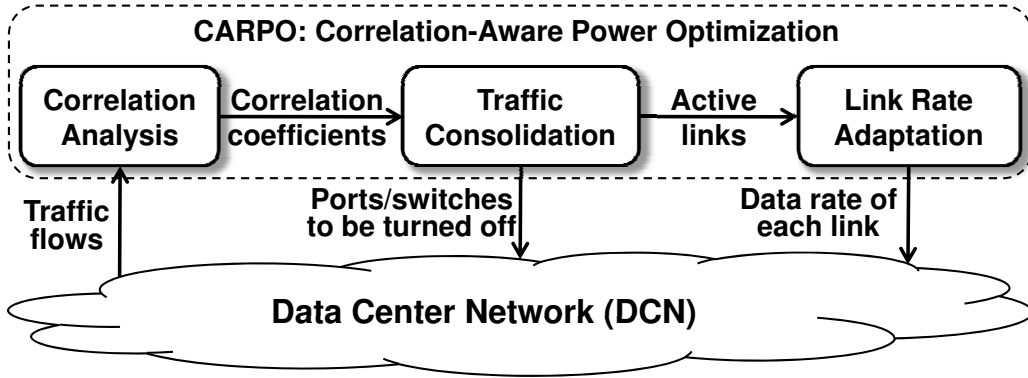 CARPO: Correlation-Aware Power Optimization
Correlation
Analysis
Correlation
coefficients
Traffic
Consolidation
Active
links
Link Rate
Adaptation
Traffic
flows
Ports/switches
to be turned off
Data rate of
each link
Data Center Network (DCN)